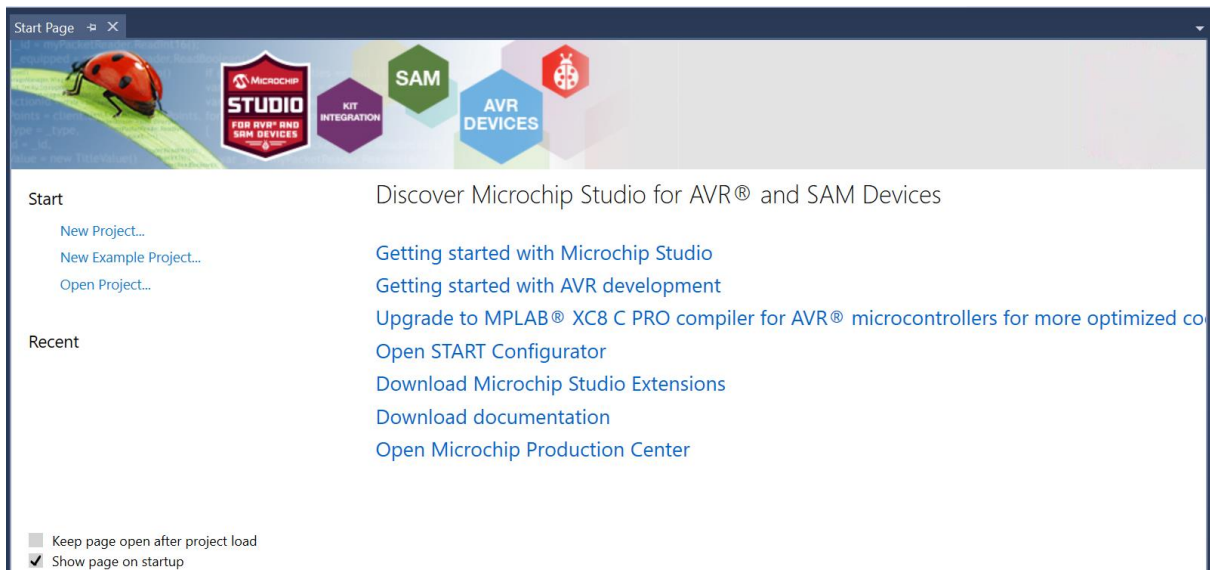 Start Page
MICROCHIP
STUDIO
FOR AVR® AND
SAM DEVICES
KIT
INTEGRATION
SAM
AVR
DEVICES
Start
New Project...
New Example Project...
Open Project...
Recent
Discover Microchip Studio for AVR® and SAM Devices
Getting started with Microchip Studio
Getting started with AVR development
Upgrade to MPLAB® XC8 C PRO compiler for AVR® microcontrollers for more optimized co
Open START Configurator
Download Microchip Studio Extensions
Download documentation
Open Microchip Production Center
Keep page open after project load
Show page on startup